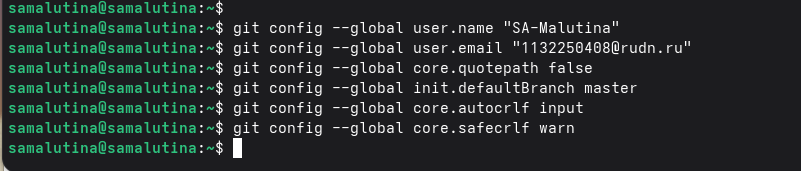 samalutina@samalutina:~$
samalutina@samalutina:~$ git config --global user.name "SA-Malutina"
samalutina@samalutina:~$ git config --global user.email "1132250408@rudn.ru"
samalutina@samalutina:~$ git config --global core.quotepath false
samalutina@samalutina:~$ git config --global init.defaultBranch master
samalutina@samalutina:~$ git config --global core.autocrlf input
samalutina@samalutina:~$ git config --global core.safecrlf warn
samalutina@samalutina:~$